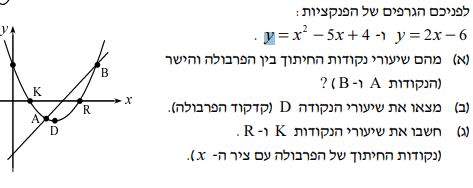 לפניכם הגרפים של הפנקציות :
y = 2x − 6 ו- y = x² − 5x + 4 .
(א) מהם שיעורי נקודות החיתוך בין הפרבולה והישר
(הנקודות A ו- B) ?
(ב) מצאו את שיעורי הנקודה D (קדקוד הפרבולה).
(ג) חשבו את שיעורי הנקודות K ו- R .
(נקודות החיתוך של הפרבולה עם ציר ה- x).
y
B
K
R
x
A
D